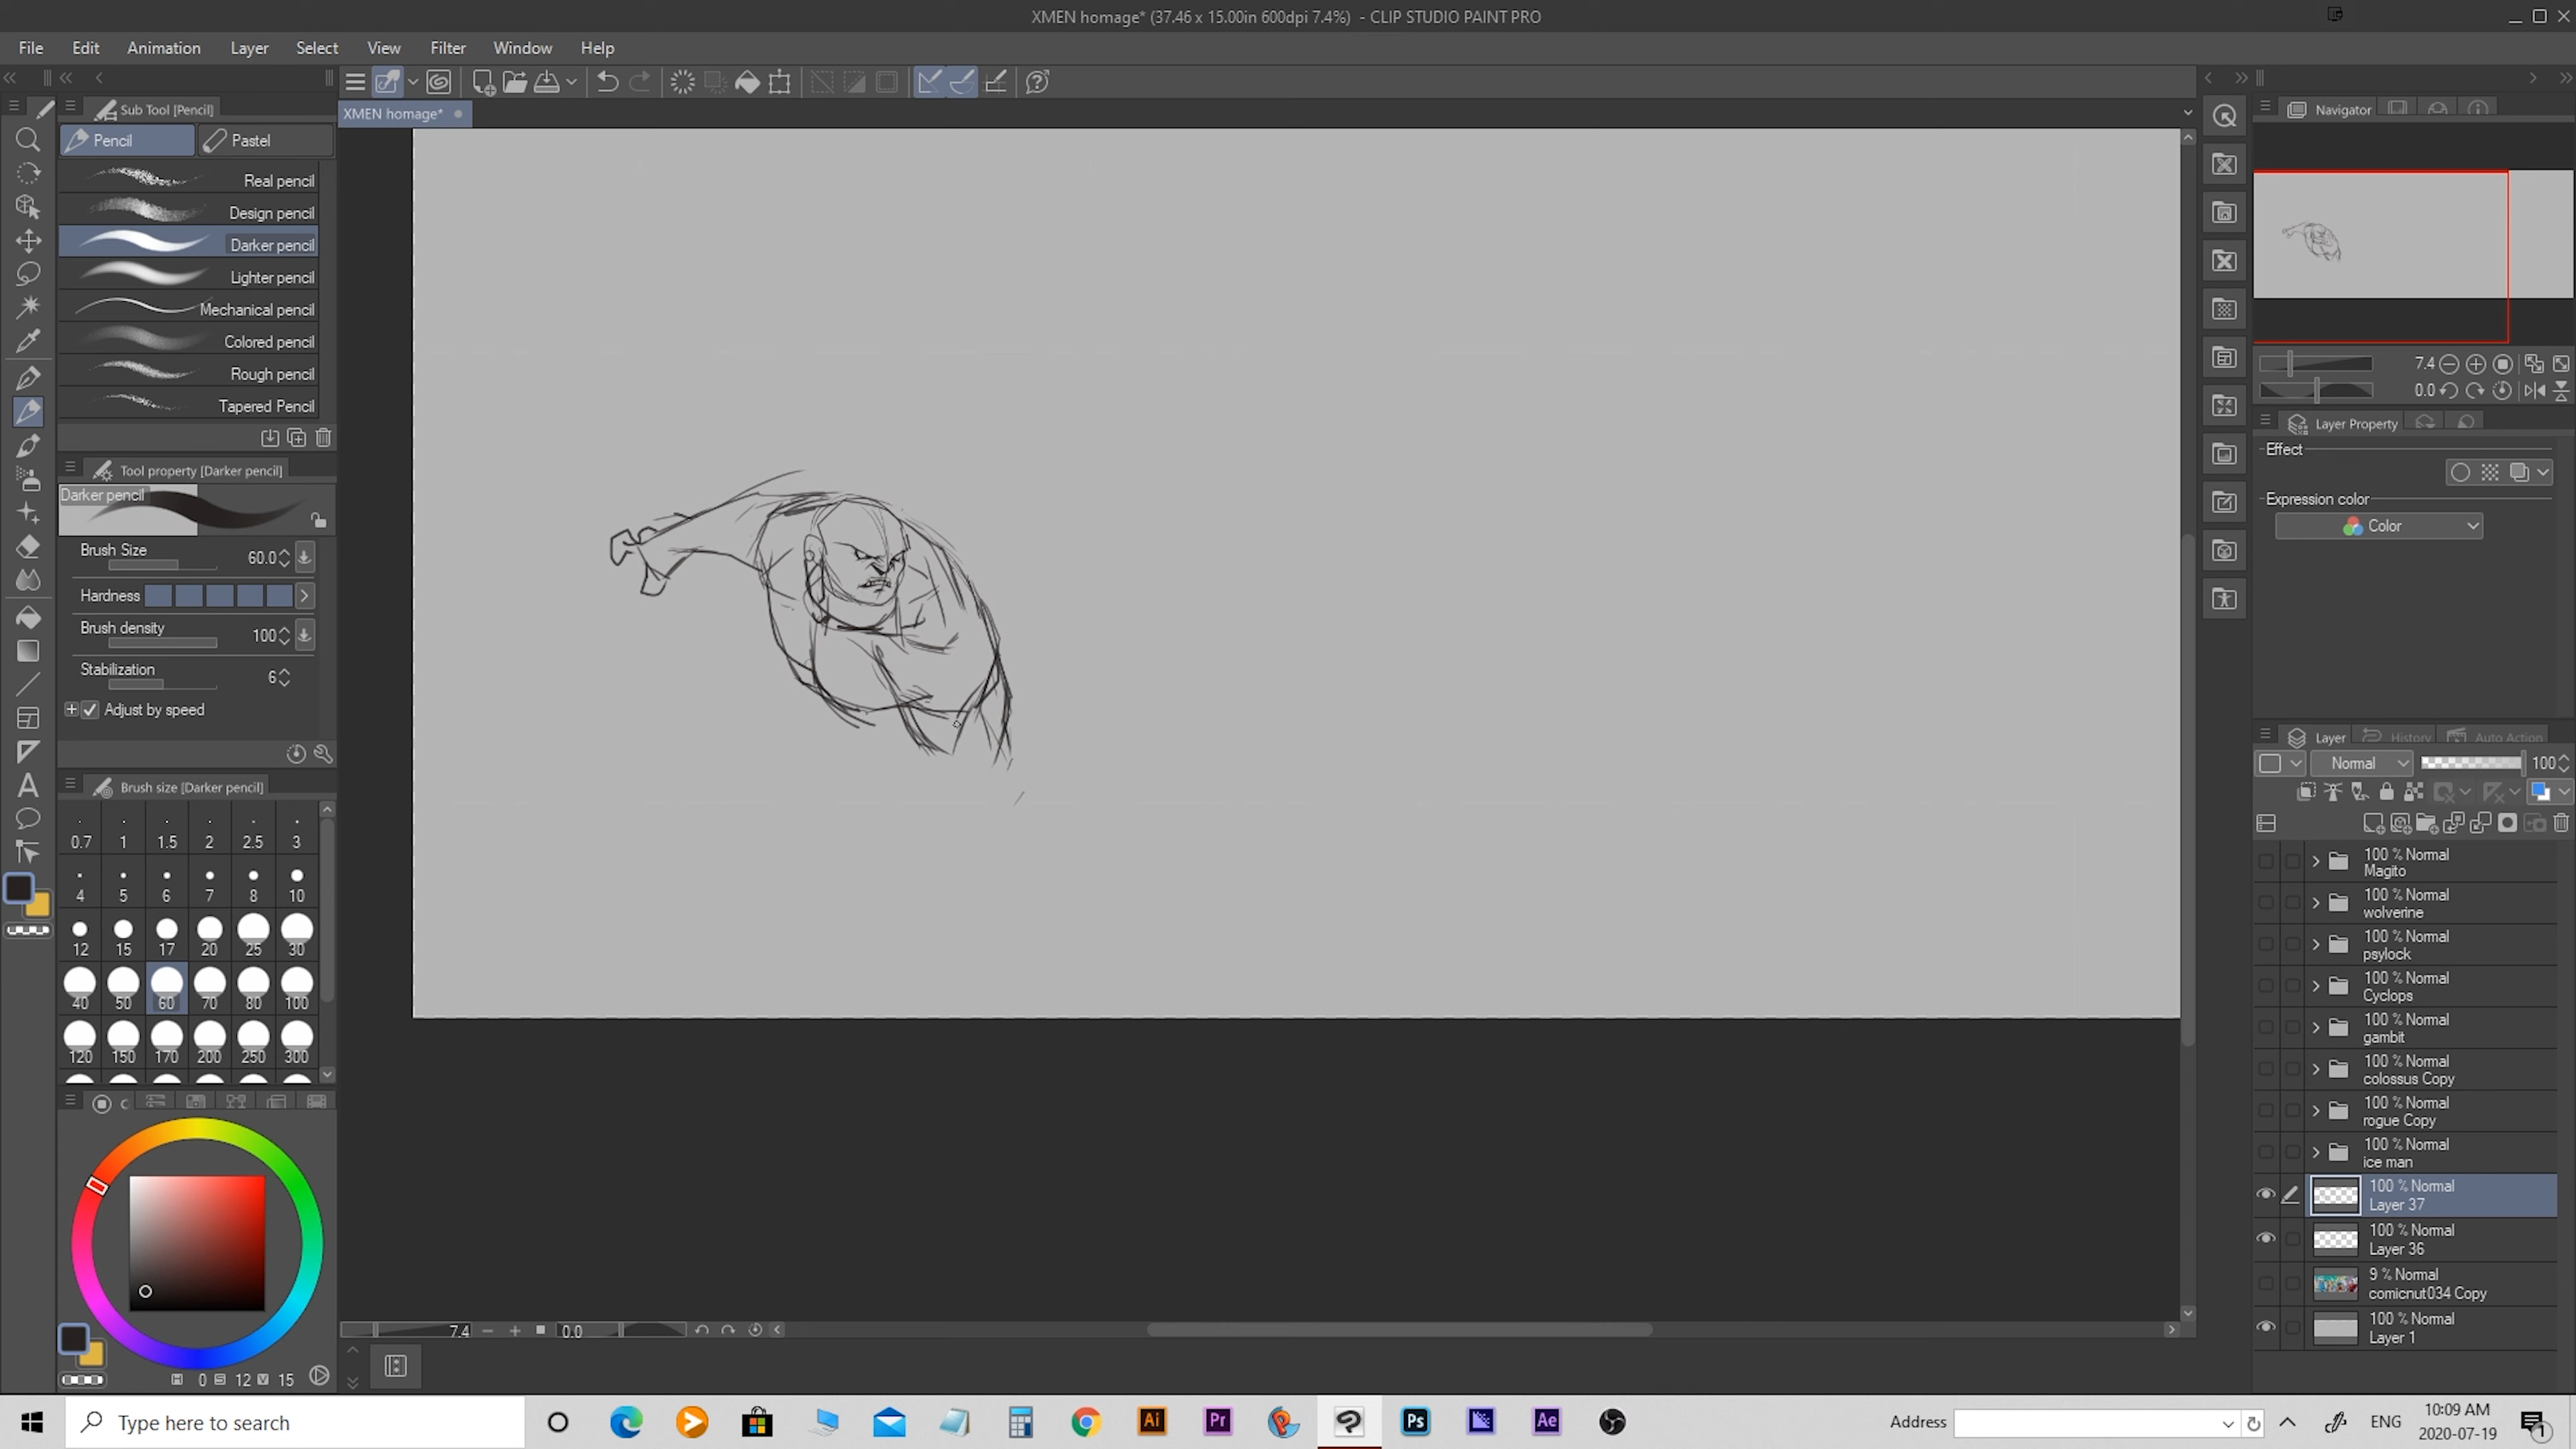 XMEN homage* (37.46 x 15.00in 600dpi 7.4%) - CLIP STUDIO PAINT PRO
File Edit Animation Layer Select View Filter Window Help
Sub Tool [Pencil]
XMEN homage*
Navigator
Pencil Pastel
Real pencil
Design pencil
Darker pencil
Lighter pencil
Mechanical pencil
Colored pencil
Rough pencil
Tapered Pencil
Tool property [Darker pencil]
Darker pencil
Brush Size 60.0
Hardness
Brush density 100
Stabilization 6
Adjust by speed
Brush size [Darker pencil]
0.7 1 1.5 2 2.5 3
4 5 6 7 8 10
12 15 17 20 25 30
40 50 60 70 80 100
120 150 170 200 250 300
0 12 15
7.4 0.0
7.4
0.0
Layer Property
Effect
Expression color
Color
Layer History Auto Action
Normal 100
100 % Normal
Magito
100 % Normal
wolverine
100 % Normal
psylock
100 % Normal
Cyclops
100 % Normal
gambit
100 % Normal
colossus Copy
100 % Normal
rogue Copy
100 % Normal
ice man
100 % Normal
Layer 37
100 % Normal
Layer 36
9 % Normal
comicnut034 Copy
100 % Normal
Layer 1
Type here to search
Ai Pr Ps Ae
Address
ENG
10:09 AM
2020-07-19
1